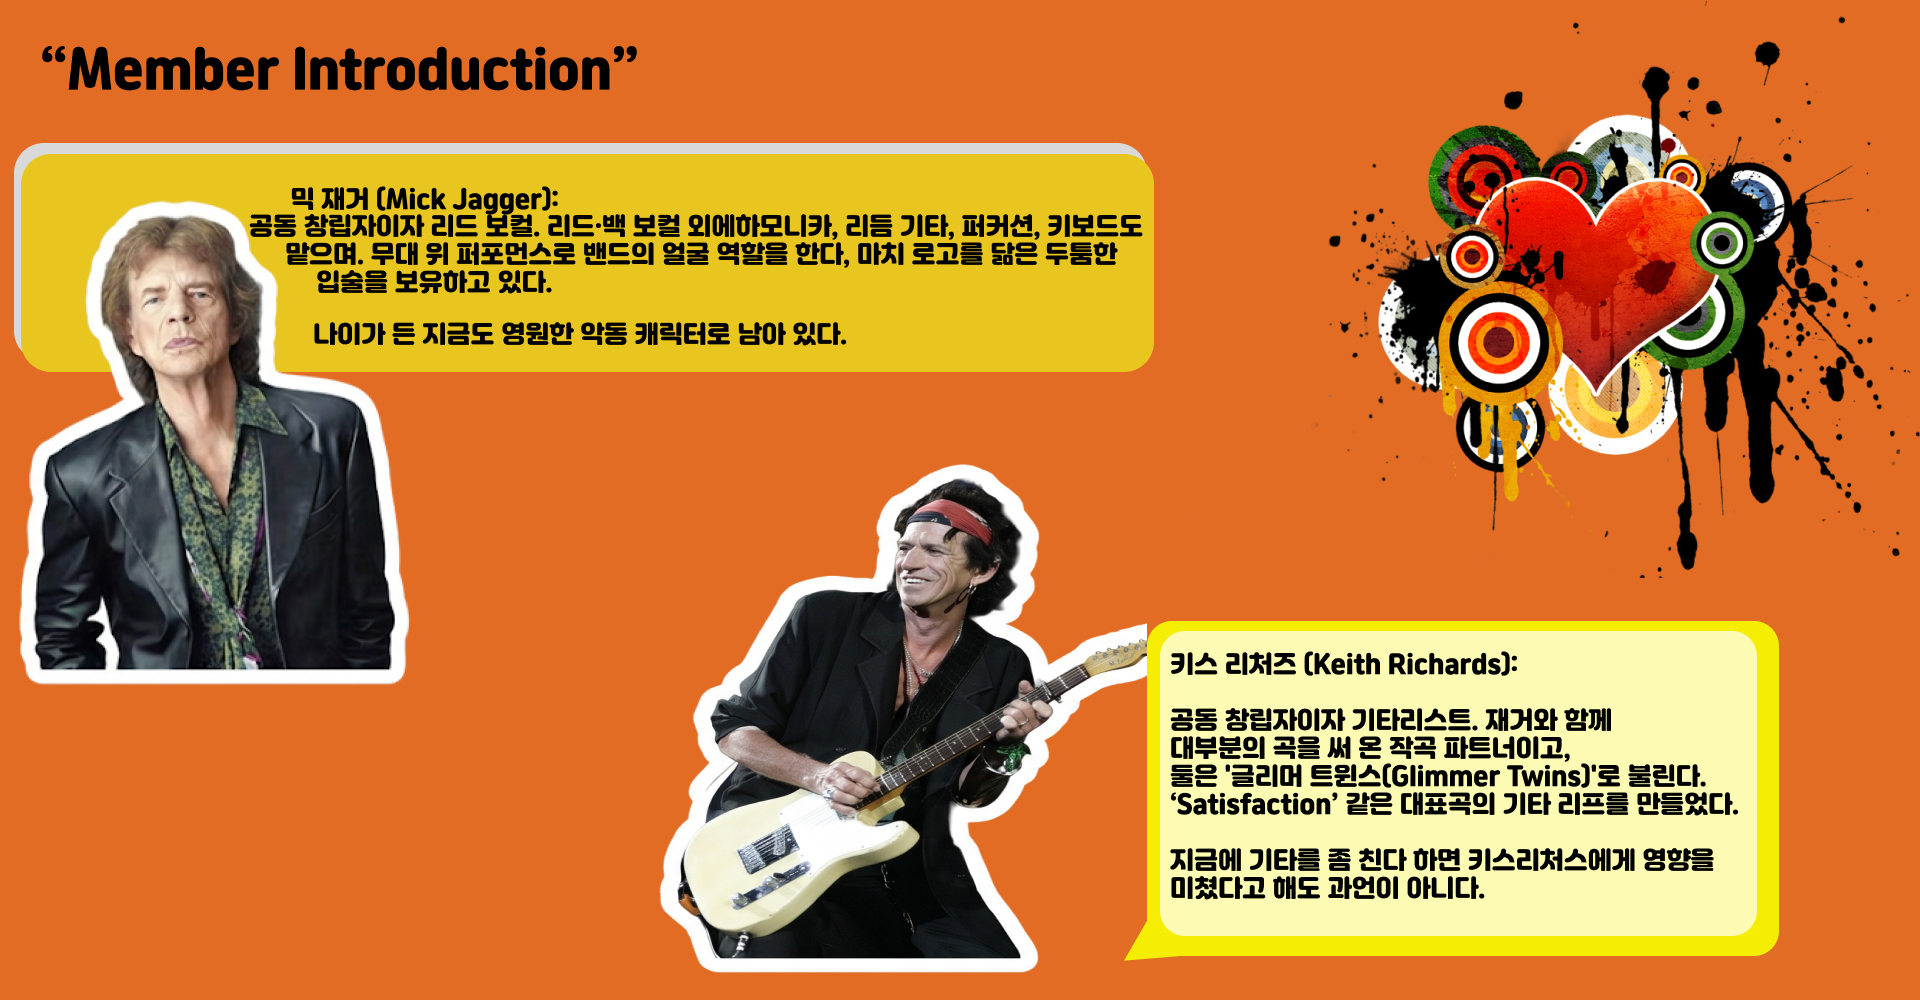 “Member Introduction”
믹 재거 (Mick Jagger):
공동 창립자이자 리드 보컬. 리드·백 보컬 외에하모니카, 리듬 기타, 퍼커션, 키보드도
맡으며. 무대 위 퍼포먼스로 밴드의 얼굴 역할을 한다, 마치 로고를 닮은 두툼한
입술을 보유하고 있다.
나이가 든 지금도 영원한 악동 캐릭터로 남아 있다.
키스 리처즈 (Keith Richards):
공동 창립자이자 기타리스트. 재거와 함께
대부분의 곡을 써 온 작곡 파트너이고,
둘은 '글리머 트윈스(Glimmer Twins)'로 불린다.
‘Satisfaction’ 같은 대표곡의 기타 리프를 만들었다.
지금에 기타를 좀 친다 하면 키스리처스에게 영향을
미쳤다고 해도 과언이 아니다.